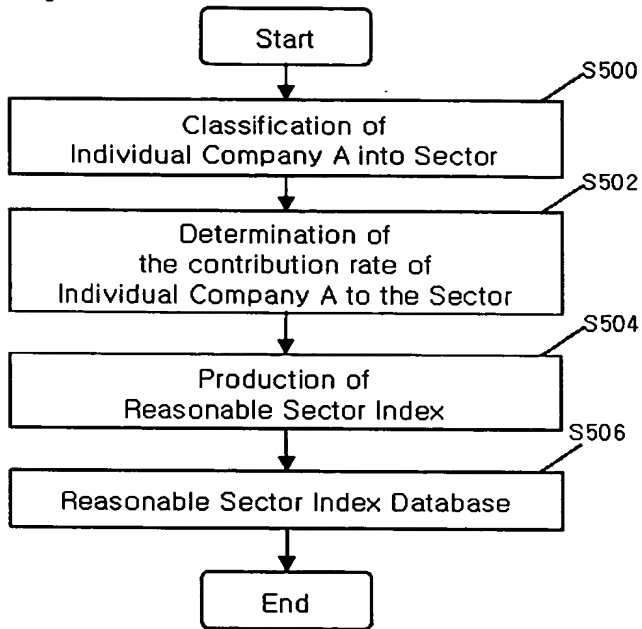 Start
S500
Classification of
Individual Company A into Sector
S502
Determination of
the contribution rate of
Individual Company A to the Sector
S504
Production of
Reasonable Sector Index
S506
Reasonable Sector Index Database
End